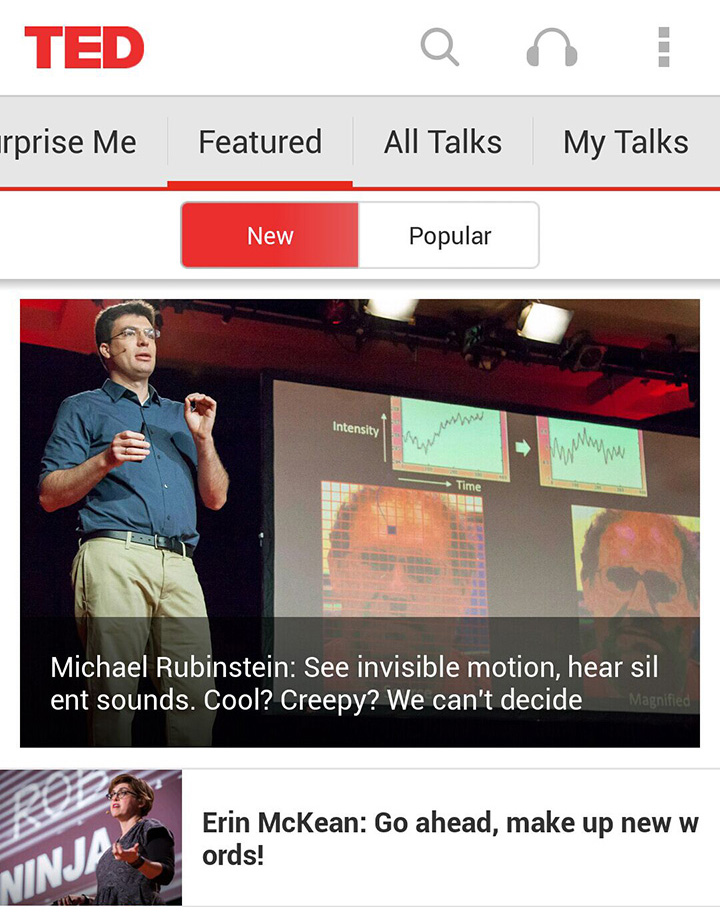 TED
rprise Me
Featured
All Talks
My Talks
New
Popular
Intensity
Time
Michael Rubinstein: See invisible motion, hear sil
ent sounds. Cool? Creepy? We can't decide
Magnified
ROB
NINJA
Erin McKean: Go ahead, make up new w
ords!